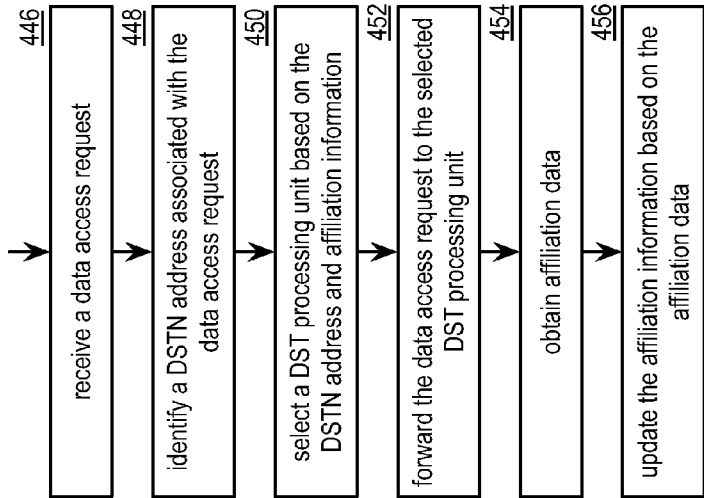 446
receive a data access request
448
identify a DSTN address associated with the
data access request
450
select a DST processing unit based on the
DSTN address and affiliation information
452
forward the data access request to the selected
DST processing unit
454
obtain affiliation data
456
update the affiliation information based on the
affiliation data